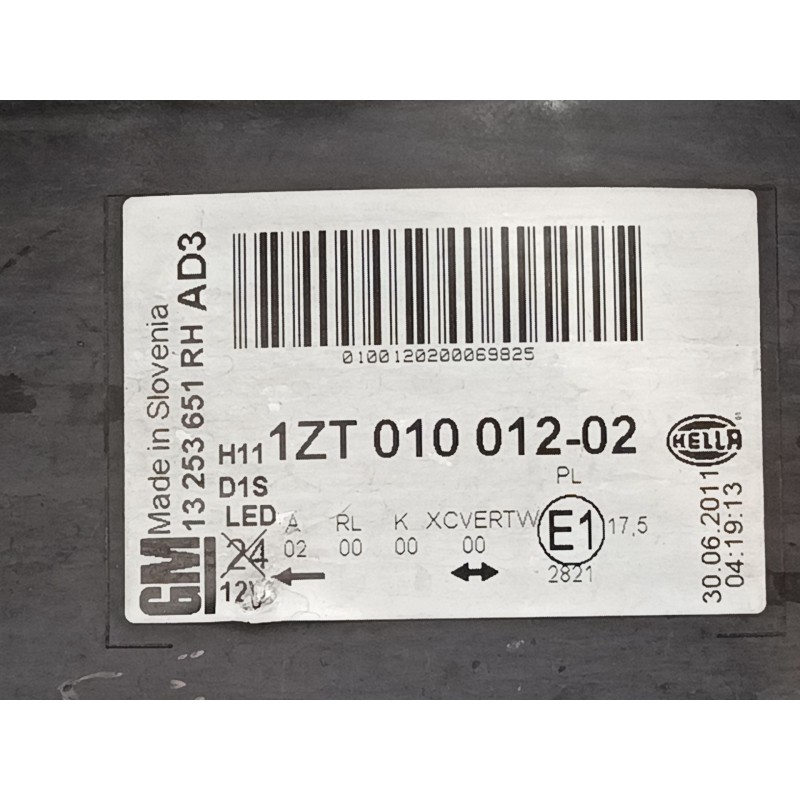 GM
Made in Slovenia
13 253 651 RH AD3
0100120200069825
1ZT 010 012-02
HELLA
H11
D1S
LED
24
12V
PL
A RL K XCVERTW E1 17,5
02 00 00 00
2821
30.06.2011
04:19:13